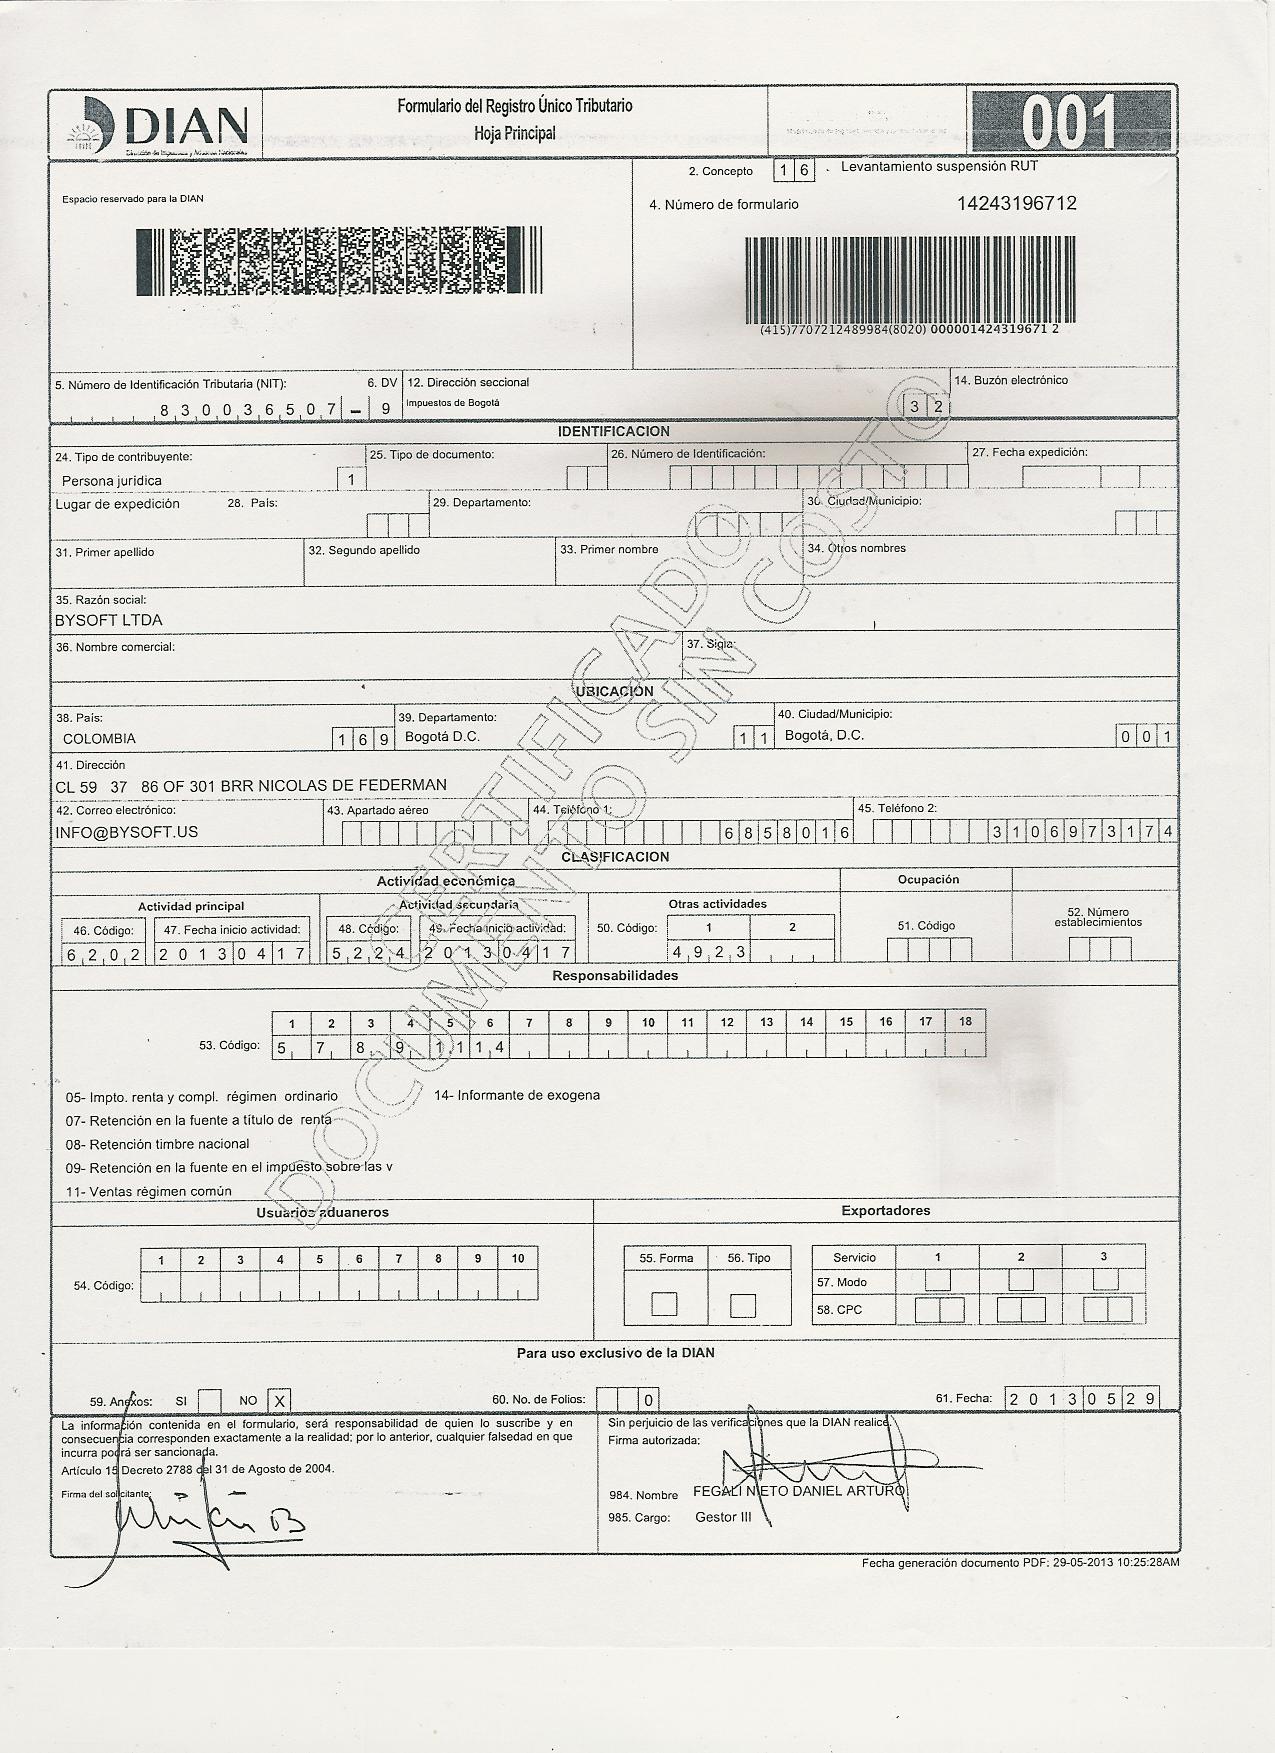 DIAN
Dirección de Impuestos y Aduanas Nacionales
Formulario del Registro Único Tributario
Hoja Principal
001
2. Concepto 1 6 Levantamiento suspensión RUT
Espacio reservado para la DIAN
4. Número de formulario 14243196712
(415)7707212489984(8020) 000001424319671 2
5. Número de Identificación Tributaria (NIT): 6. DV 12. Dirección seccional 14. Buzón electrónico
8 3 0 0 3 6 5 0 7 - 9 Impuestos de Bogotá 3 2
IDENTIFICACION
24. Tipo de contribuyente: 25. Tipo de documento: 26. Número de Identificación: 27. Fecha expedición:
Persona jurídica 1
Lugar de expedición 28. País: 29. Departamento: 30. Ciudad/Municipio:
31. Primer apellido 32. Segundo apellido 33. Primer nombre 34. Otros nombres
35. Razón social:
BYSOFT LTDA
36. Nombre comercial: 37. Sigla:
UBICACION
38. País: 39. Departamento: 40. Ciudad/Municipio:
COLOMBIA 1 6 9 Bogotá D.C. 1 1 Bogotá, D.C. 0 0 1
41. Dirección
CL 59 37 86 OF 301 BRR NICOLAS DE FEDERMAN
42. Correo electrónico: 43. Apartado aéreo 44. Teléfono 1: 45. Teléfono 2:
INFO@BYSOFT.US 6 8 5 8 0 1 6 3 1 0 6 9 7 3 1 7 4
CLASIFICACION
Actividad económica Ocupación
Actividad principal Actividad secundaria Otras actividades 52. Número establecimientos
46. Código: 47. Fecha inicio actividad: 48. Código: 49. Fecha inicio actividad: 50. Código: 1 2 51. Código
6 2 0 2 2 0 1 3 0 4 1 7 5 2 2 4 2 0 1 3 0 4 1 7 4 9 2 3
Responsabilidades
1 2 3 4 5 6 7 8 9 10 11 12 13 14 15 16 17 18
53. Código: 5 7 8 9 1 1 1 4
05- Impto. renta y compl. régimen ordinario 14- Informante de exogena
07- Retención en la fuente a título de renta
08- Retención timbre nacional
09- Retención en la fuente en el impuesto sobre las v
11- Ventas régimen común
CERTIFICADO
DOCUMENTO SIN COSTO
Usuarios aduaneros Exportadores
1 2 3 4 5 6 7 8 9 10 55. Forma 56. Tipo Servicio 1 2 3
54. Código: 57. Modo
58. CPC
Para uso exclusivo de la DIAN
59. Anexos: SI NO X 60. No. de Folios: 0 61. Fecha: 2 0 1 3 0 5 2 9
La información contenida en el formulario, será responsabilidad de quien lo suscribe y en
consecuencia corresponden exactamente a la realidad; por lo anterior, cualquier falsedad en que
incurra podrá ser sancionada.
Artículo 15 Decreto 2788 del 31 de Agosto de 2004.
Firma del solicitante:
Sin perjuicio de las verificaciones que la DIAN realice.
Firma autorizada:
984. Nombre FEGALI NIETO DANIEL ARTURO
985. Cargo: Gestor III
Fecha generación documento PDF: 29-05-2013 10:25:28AM